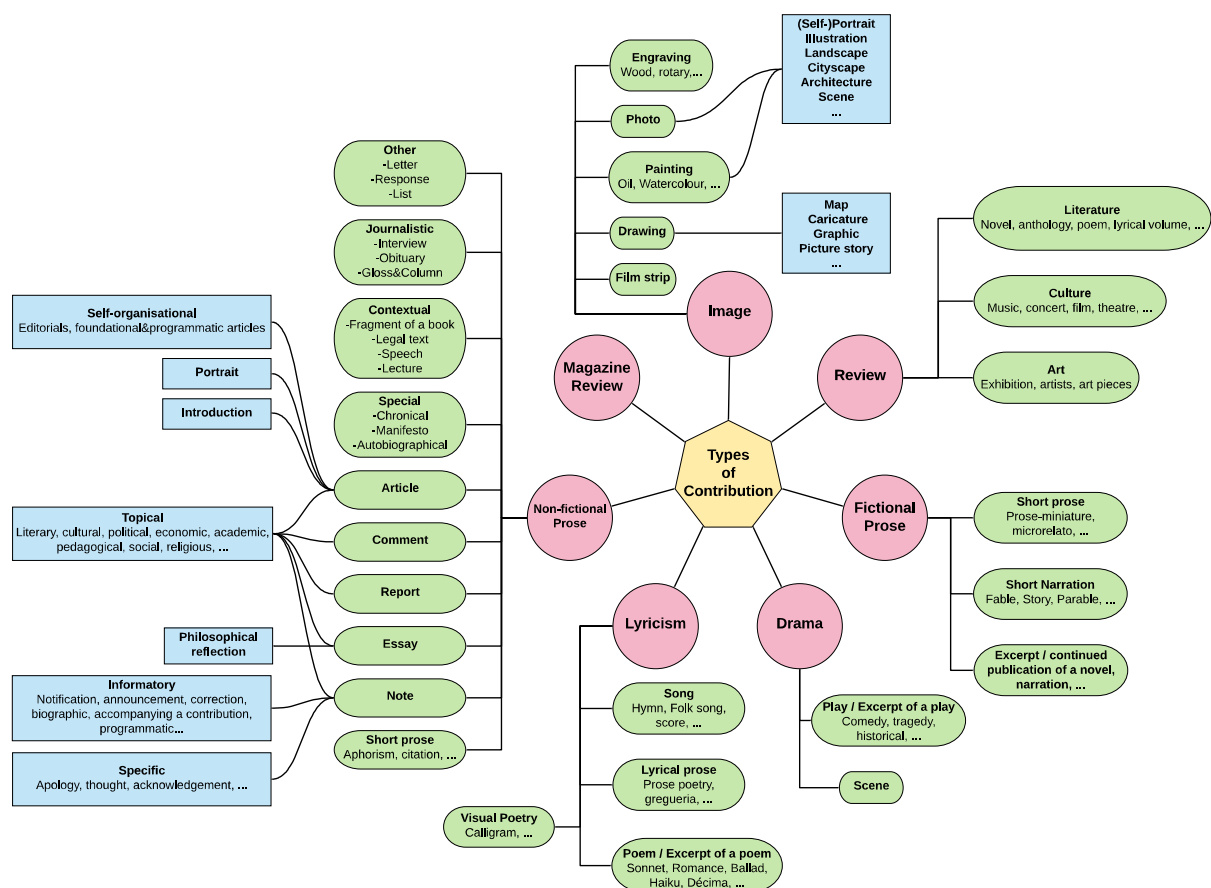 (Self-)Portrait
Illustration
Landscape
Cityscape
Architecture
Scene
...
Engraving
Wood, rotary,...
Photo
Painting
Oil, Watercolour, ...
Drawing
Film strip
Map
Caricature
Graphic
Picture story
...
Image
Literature
Novel, anthology, poem, lyrical volume, ...
Culture
Music, concert, film, theatre, ...
Art
Exhibition, artists, art pieces
Review
Magazine
Review
Types
of
Contribution
Other
-Letter
-Response
-List
Journalistic
-Interview
-Obituary
-Gloss&Column
Contextual
-Fragment of a book
-Legal text
-Speech
-Lecture
Special
-Chronical
-Manifesto
-Autobiographical
Article
Comment
Report
Essay
Note
Short prose
Aphorism, citation, ...
Non-fictional
Prose
Self-organisational
Editorials, foundational&programmatic articles
Portrait
Introduction
Topical
Literary, cultural, political, economic, academic,
pedagogical, social, religious, ...
Philosophical
reflection
Informatory
Notification, announcement, correction,
biographic, accompanying a contribution,
programmatic...
Specific
Apology, thought, acknowledgement, ...
Fictional
Prose
Short prose
Prose-miniature,
microrelato, ...
Short Narration
Fable, Story, Parable, ...
Excerpt / continued
publication of a novel,
narration, ...
Lyricism
Song
Hymn, Folk song,
score, ...
Lyrical prose
Prose poetry,
gregueria, ...
Visual Poetry
Calligram, ...
Poem / Excerpt of a poem
Sonnet, Romance, Ballad,
Haiku, Décima, ...
Drama
Play / Excerpt of a play
Comedy, tragedy,
historical, ...
Scene